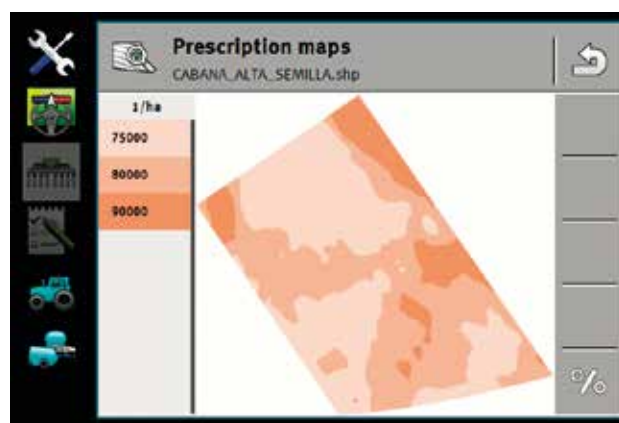 Prescription maps
CABANA_ALTA_SEMILLA.shp
1/ha
75000
80000
90000
%